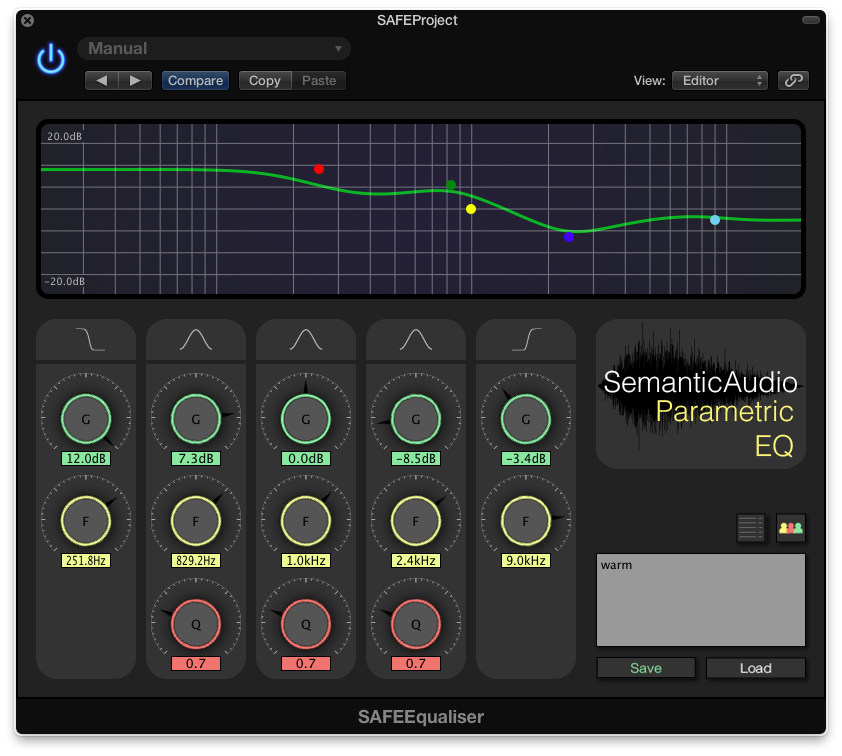 SAFEProject
Manual
Compare Copy Paste View: Editor
20.0dB
-20.0dB
G G G G G
12.0dB 7.3dB 0.0dB -8.5dB -3.4dB
F F F F F
251.8Hz 829.2Hz 1.0kHz 2.4kHz 9.0kHz
Q Q Q
0.7 0.7 0.7
SemanticAudio
Parametric
EQ
warm
Save Load
SAFEEqualiser